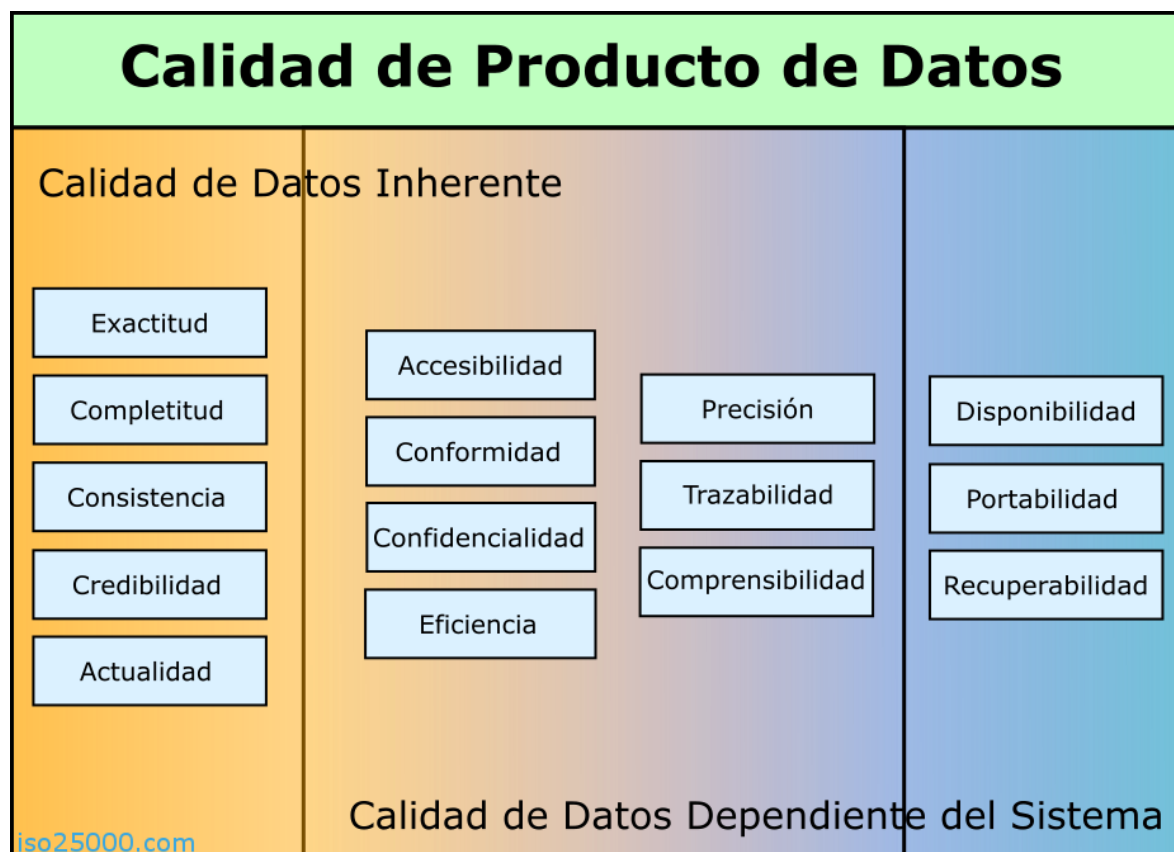 Calidad de Producto de Datos
Calidad de Datos Inherente
Exactitud
Completitud
Consistencia
Credibilidad
Actualidad
Accesibilidad
Conformidad
Confidencialidad
Eficiencia
Precisión
Trazabilidad
Comprensibilidad
Disponibilidad
Portabilidad
Recuperabilidad
Calidad de Datos Dependiente del Sistema
iso25000.com